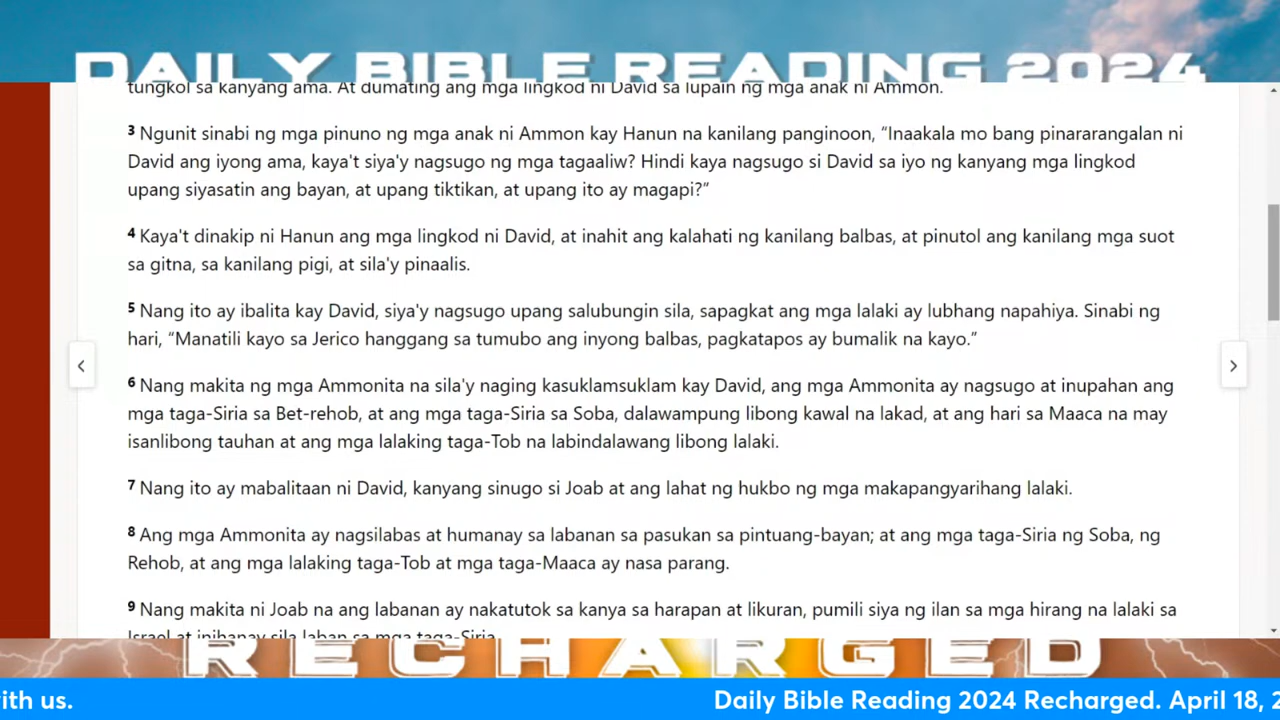 DAILY BIBLE READING 2024
tungkol sa kanyang ama. At dumating ang mga lingkod ni David sa lupain ng mga anak ni Ammon.
3 Ngunit sinabi ng mga pinuno ng mga anak ni Ammon kay Hanun na kanilang panginoon, “Inaakala mo bang pinararangalan ni
David ang iyong ama, kaya't siya'y nagsugo ng mga tagaaliw? Hindi kaya nagsugo si David sa iyo ng kanyang mga lingkod
upang siyasatin ang bayan, at upang tiktikan, at upang ito ay magapi?”
4 Kaya't dinakip ni Hanun ang mga lingkod ni David, at inahit ang kalahati ng kanilang balbas, at pinutol ang kanilang mga suot
sa gitna, sa kanilang pigi, at sila'y pinaalis.
5 Nang ito ay ibalita kay David, siya'y nagsugo upang salubungin sila, sapagkat ang mga lalaki ay lubhang napahiya. Sinabi ng
hari, “Manatili kayo sa Jerico hanggang sa tumubo ang inyong balbas, pagkatapos ay bumalik na kayo.”
6 Nang makita ng mga Ammonita na sila'y naging kasuklamsuklam kay David, ang mga Ammonita ay nagsugo at inupahan ang
mga taga-Siria sa Bet-rehob, at ang mga taga-Siria sa Soba, dalawampung libong kawal na lakad, at ang hari sa Maaca na may
isanlibong tauhan at ang mga lalaking taga-Tob na labindalawang libong lalaki.
7 Nang ito ay mabalitaan ni David, kanyang sinugo si Joab at ang lahat ng hukbo ng mga makapangyarihang lalaki.
8 Ang mga Ammonita ay nagsilabas at humanay sa labanan sa pasukan sa pintuang-bayan; at ang mga taga-Siria ng Soba, ng
Rehob, at ang mga lalaking taga-Tob at mga taga-Maaca ay nasa parang.
9 Nang makita ni Joab na ang labanan ay nakatutok sa kanya sa harapan at likuran, pumili siya ng ilan sa mga hirang na lalaki sa
Israel at inihanay sila laban sa mga taga-Siria.
RECHARGED
with us.
Daily Bible Reading 2024 Recharged. April 18, 2